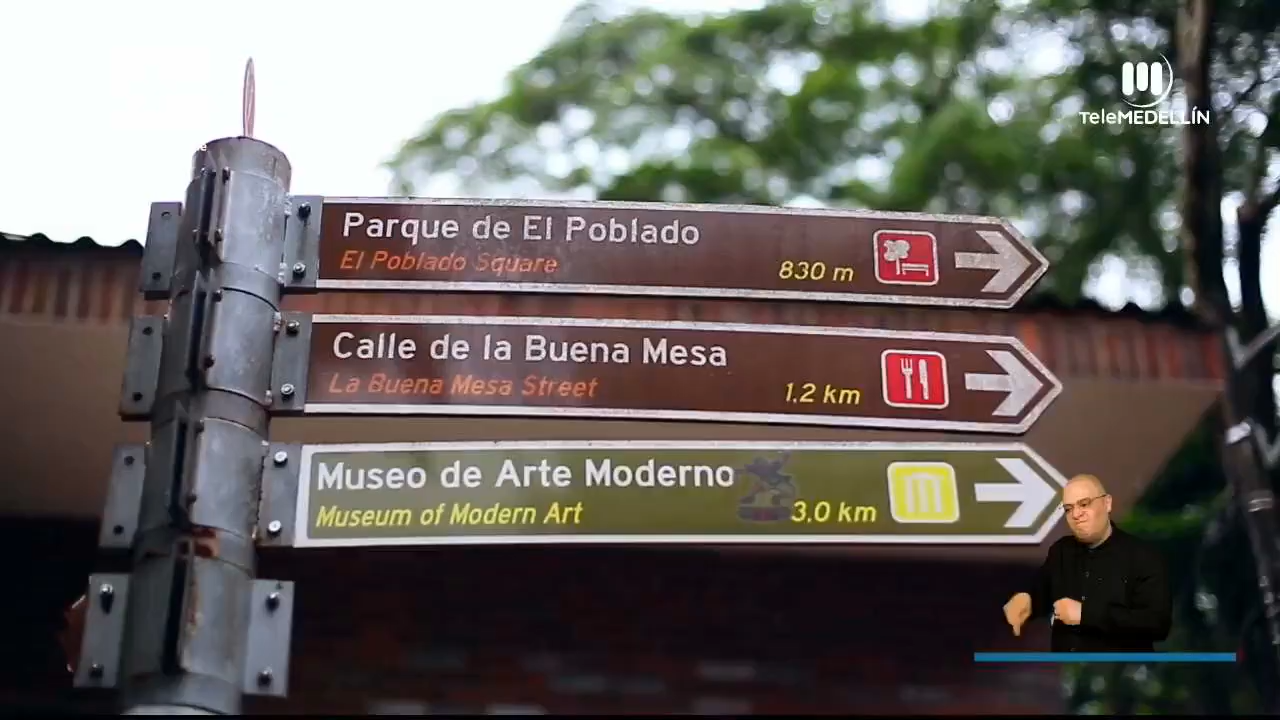 TeleMEDELLÍN
Parque de El Poblado
El Poblado Square
830 m
Calle de la Buena Mesa
La Buena Mesa Street
1.2 km
Museo de Arte Moderno
Museum of Modern Art
3.0 km